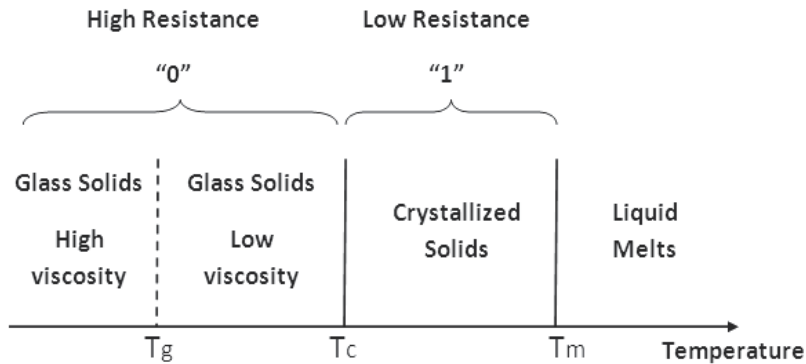 High Resistance
Low Resistance
“0”
“1”
Glass Solids
High
viscosity
Glass Solids
Low
viscosity
Crystallized
Solids
Liquid
Melts
Tg
Tc
Tm
Temperature